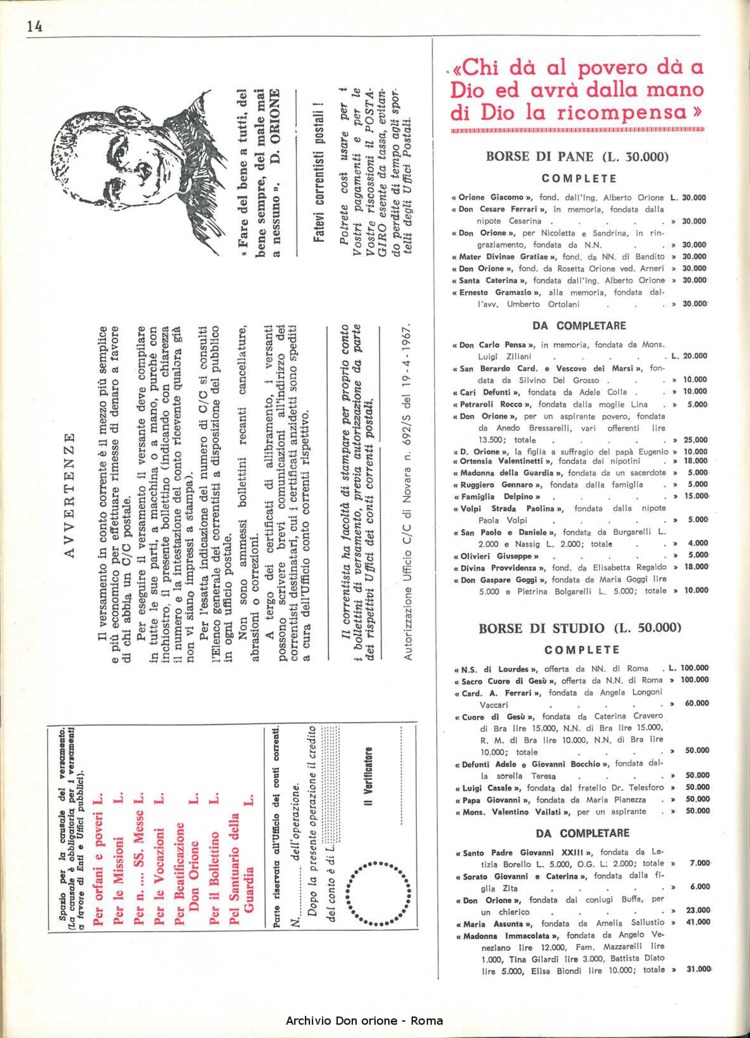 14
«Chi dà al povero dà a
Dio ed avrà dalla mano
di Dio la ricompensa»
BORSE DI PANE (L. 30.000)
COMPLETE
« Orione Giacomo », fond. dall'Ing. Alberto Orione L. 30.000
« Don Cesare Ferrari », in memoria, fondata dalla
nipote Cesarina . . . . . » 30.000
« Don Orione », per Nicoletta e Sandrina, in rin-
graziamento, fondata da N.N. . . . » 30.000
« Mater Divinae Gratiae », fond. da NN. di Bandito » 30.000
« Don Orione », fond. da Rosetta Orione ved. Arneri » 30.000
« Santa Caterina », fondata dall'Ing. Alberto Orione » 30.000
« Ernesto Gramazio », alla memoria, fondata dal-
l'avv. Umberto Ortolani . . . . » 30.000
DA COMPLETARE
« Don Carlo Pensa », in memoria, fondata da Mons.
Luigi Ziliani . . . . . . L. 20.000
« San Berardo Card. e Vescovo dei Marsi », fon-
data da Silvino Del Grosso . . . » 10.000
« Cari Defunti », fondata da Adele Colla . . » 10.000
« Petraroli Rocco », fondata dalla moglie Lina . » 5.000
« Don Orione », per un aspirante povero, fondata
da Anedo Bressarelli, vari offerenti lire
13.500; totale . . . . . . » 25.000
« D. Orione », la figlia a suffragio del papà Eugenio » 10.000
« Ortensia Valentinetti », fondata dai nipotini . » 18.000
« Madonna della Guardia », fondata da un sacerdote » 5.000
« Ruggiero Gennaro », fondata dalla famiglia . » 5.000
« Famiglia Delpino » . . . . . » 15.000
« Volpi Strada Paolina », fondata dalla nipote
Paola Volpi . . . . . . » 5.000
« San Paolo e Daniele », fondata da Burgarelli L.
2.000 e Nassig L. 2.000; totale . . » 4.000
« Olivieri Giuseppe » . . . . . » 5.000
« Divina Provvidenza », fond. da Elisabetta Regaldo » 18.000
« Don Gaspare Goggi », fondata da Maria Goggi lire
5.000 e Pietrina Bolgarelli L. 5.000; totale » 10.000
BORSE DI STUDIO (L. 50.000)
COMPLETE
« N.S. di Lourdes », offerta da NN. di Roma . L. 100.000
« Sacro Cuore di Gesù », offerta da N.N. di Roma » 100.000
« Card. A. Ferrari », fondata da Angela Longoni
Vaccari . . . . . . » 60.000
« Cuore di Gesù », fondata da Caterina Cravero
di Bra lire 15.000, N.N. di Bra lire 15.000,
R. M. di Bra lire 10.000, N.N. di Bra lire
10.000; totale . . . . . . » 50.000
« Defunti Adele e Giovanni Bocchio », fondata dal-
la sorella Teresa . . . . . » 50.000
« Luigi Casale », fondata dal fratello Dr. Telesforo » 50.000
« Papa Giovanni », fondata da Maria Pianezza . » 50.000
« Mons. Valentino Vailati », per un aspirante . » 50.000
DA COMPLETARE
« Santo Padre Giovanni XXIII », fondata da Le-
tizia Borello L. 5.000, O.G. L. 2.000; totale » 7.000
« Sorato Giovanni e Caterina », fondata dalla fi-
glia Zita . . . . . . » 6.000
« Don Orione », fondata dai coniugi Buffa, per
un chierico . . . . . . » 23.000
« Maria Assunta », fondata da Amelia Sallustio » 41.000
« Madonna Immacolata », fondata da Angelo Ve-
neziano lire 12.000, Fam. Mazzarelli lire
1.000, Tina Gilardi lire 3.000, Battista Diato
lire 5.000, Elisa Biondi lire 10.000; totale » 31.000
AVVERTENZE
Il versamento in conto corrente è il mezzo più semplice
e più economico per effettuare rimesse di denaro a favore
di chi abbia un C/C postale.
Per eseguire il versamento il versante deve compilare
in tutte le sue parti, a macchina o a mano, purchè con
inchiostro, il presente bollettino (indicando con chiarezza
il numero e la intestazione del conto ricevente qualora già
non vi siano impressi a stampa).
Per l'esatta indicazione del numero di C/C si consulti
l'Elenco generale dei correntisti a disposizione del pubblico
in ogni ufficio postale.
Non sono ammessi bollettini recanti cancellature,
abrasioni o correzioni.
A tergo dei certificati di allibramento, i versanti
possono scrivere brevi comunicazioni all'indirizzo dei
correntisti destinatari, cui i certificati anzidetti sono spediti
a cura dell'Ufficio conto correnti rispettivo.
Il correntista ha facoltà di stampare per proprio conto
i bollettini di versamento, previa autorizzazione da parte
dei rispettivi Uffici dei conti correnti postali.
Autorizzazione Ufficio C/C di Novara n. 692/S del 19-4-1967.
« Fare del bene a tutti, del
bene sempre, del male mai
a nessuno ». D. ORIONE
Fatevi correntisti postali !
Potrete così usare per i
Vostri pagamenti e per le
Vostre riscossioni il POSTA-
GIRO esente da tassa, evitan-
do perdite di tempo agli spor-
telli degli Uffici Postali.
Spazio per la causale del versamento.
(La causale è obbligatoria per i versamenti
a favore di Enti e Uffici pubblici).
Per orfani e poveri L.
Per le Missioni L.
Per n. .... SS. Messe L.
Per le Vocazioni L.
Per Beatificazione
Don Orione L.
Per il Bollettino L.
Pel Santuario della
Guardia L.
Parte riservata all'Ufficio dei conti correnti.
N. ............ dell'operazione.
Dopo la presente operazione il credito
del conto è di L.
Il Verificatore
Archivio Don orione - Roma